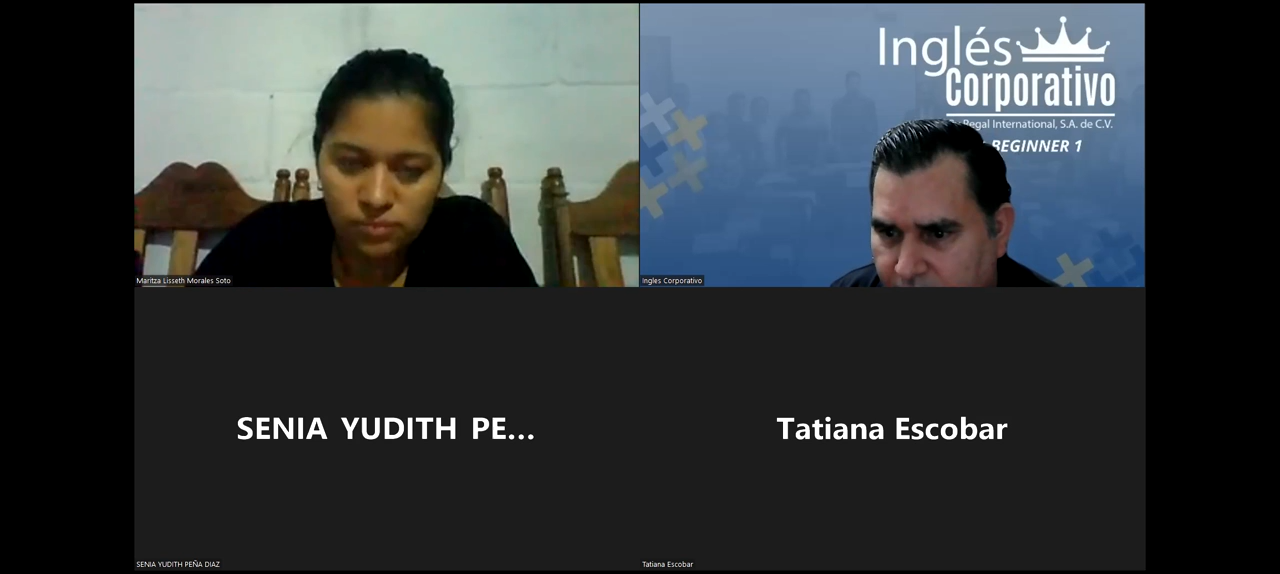 Inglés
Corporativo
Regal International, S.A. de C.V.
BEGINNER 1
Maritza Lisseth Morales Soto
Ingles Corporativo
SENIA YUDITH PE...
Tatiana Escobar
SENIA YUDITH PEÑA DIAZ
Tatiana Escobar